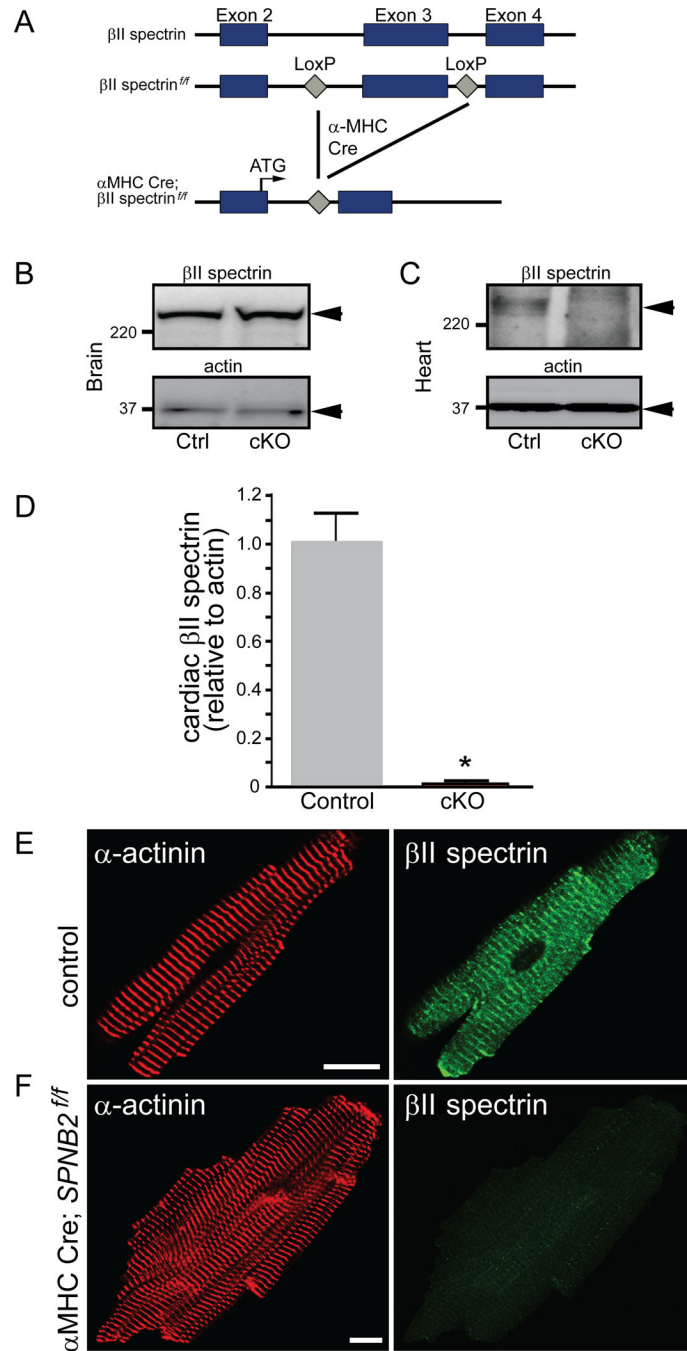 A
Exon 2 Exon 3 Exon 4
βII spectrin
LoxP LoxP
βII spectrin f/f
α-MHC
Cre
ATG
αMHC Cre;
βII spectrin f/f
B
βII spectrin
220
Brain
actin
37
Ctrl cKO
C
βII spectrin
220
Heart
actin
37
Ctrl cKO
D
cardiac βII spectrin
(relative to actin)
1.2
1.0
0.8
0.6
0.4
0.2
0
*
Control cKO
E
control
α-actinin
βII spectrin
F
αMHC Cre; SPNB2 f/f
α-actinin
βII spectrin